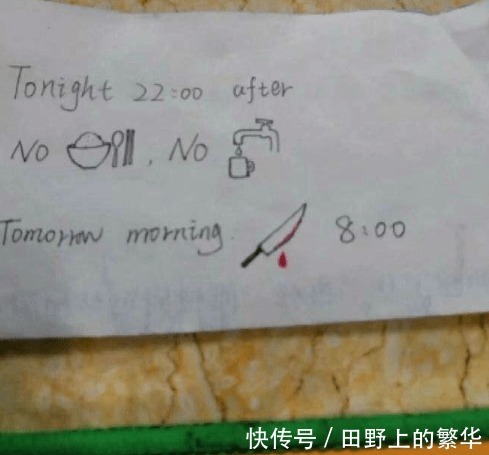 Tonight 22:00 after
No , No
Tomorrow morning. 8:00
快传号 / 田野上的繁华